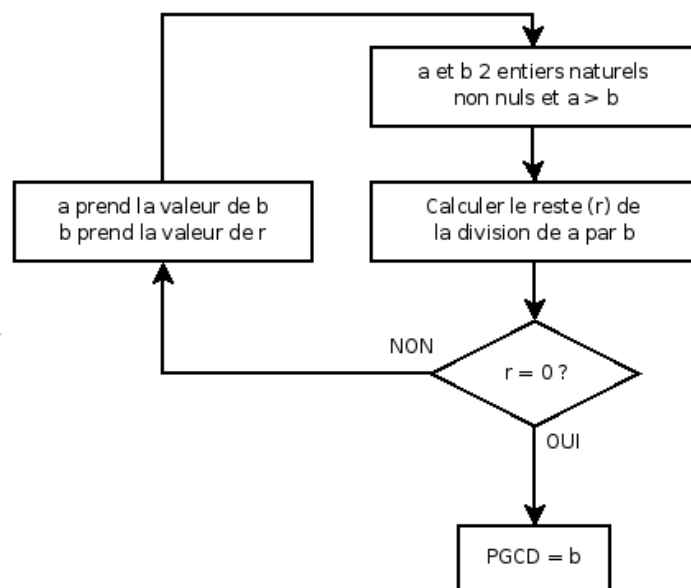 a et b 2 entiers naturels
non nuls et a > b
a prend la valeur de b
b prend la valeur de r
Calculer le reste (r) de
la division de a par b
NON
r = 0 ?
OUI
PGCD = b